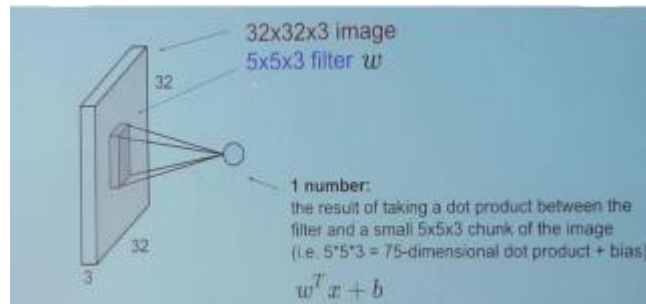 32x32x3 image
5x5x3 filter w
32
1 number:
the result of taking a dot product between the
filter and a small 5x5x3 chunk of the image
(i.e. 5*5*3 = 75-dimensional dot product + bias)
32
3
w^T x + b